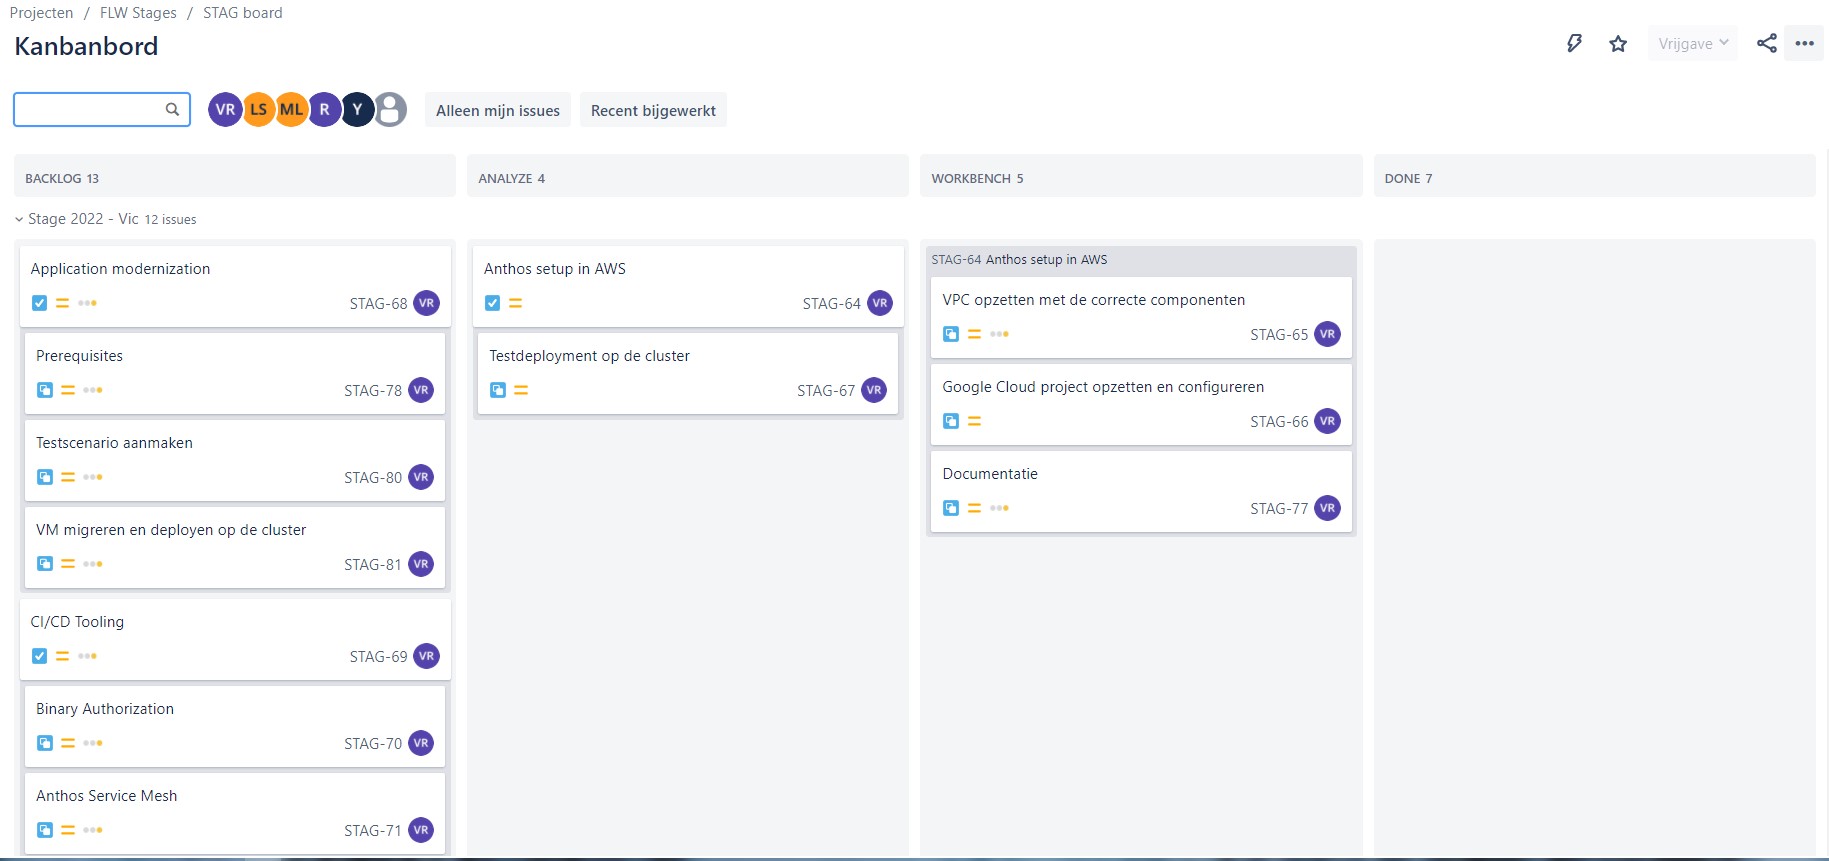 Projecten / FLW Stages / STAG board
Kanbanbord
Vrijgave
VR LS ML R Y
Alleen mijn issues
Recent bijgewerkt
BACKLOG 13
ANALYZE 4
WORKBENCH 5
DONE 7
Stage 2022 - Vic 12 issues
Application modernization
STAG-68 VR
Prerequisites
STAG-78 VR
Testscenario aanmaken
STAG-80 VR
VM migreren en deployen op de cluster
STAG-81 VR
CI/CD Tooling
STAG-69 VR
Binary Authorization
STAG-70 VR
Anthos Service Mesh
STAG-71 VR
Anthos setup in AWS
STAG-64 VR
Testdeployment op de cluster
STAG-67 VR
STAG-64 Anthos setup in AWS
VPC opzetten met de correcte componenten
STAG-65 VR
Google Cloud project opzetten en configureren
STAG-66 VR
Documentatie
STAG-77 VR